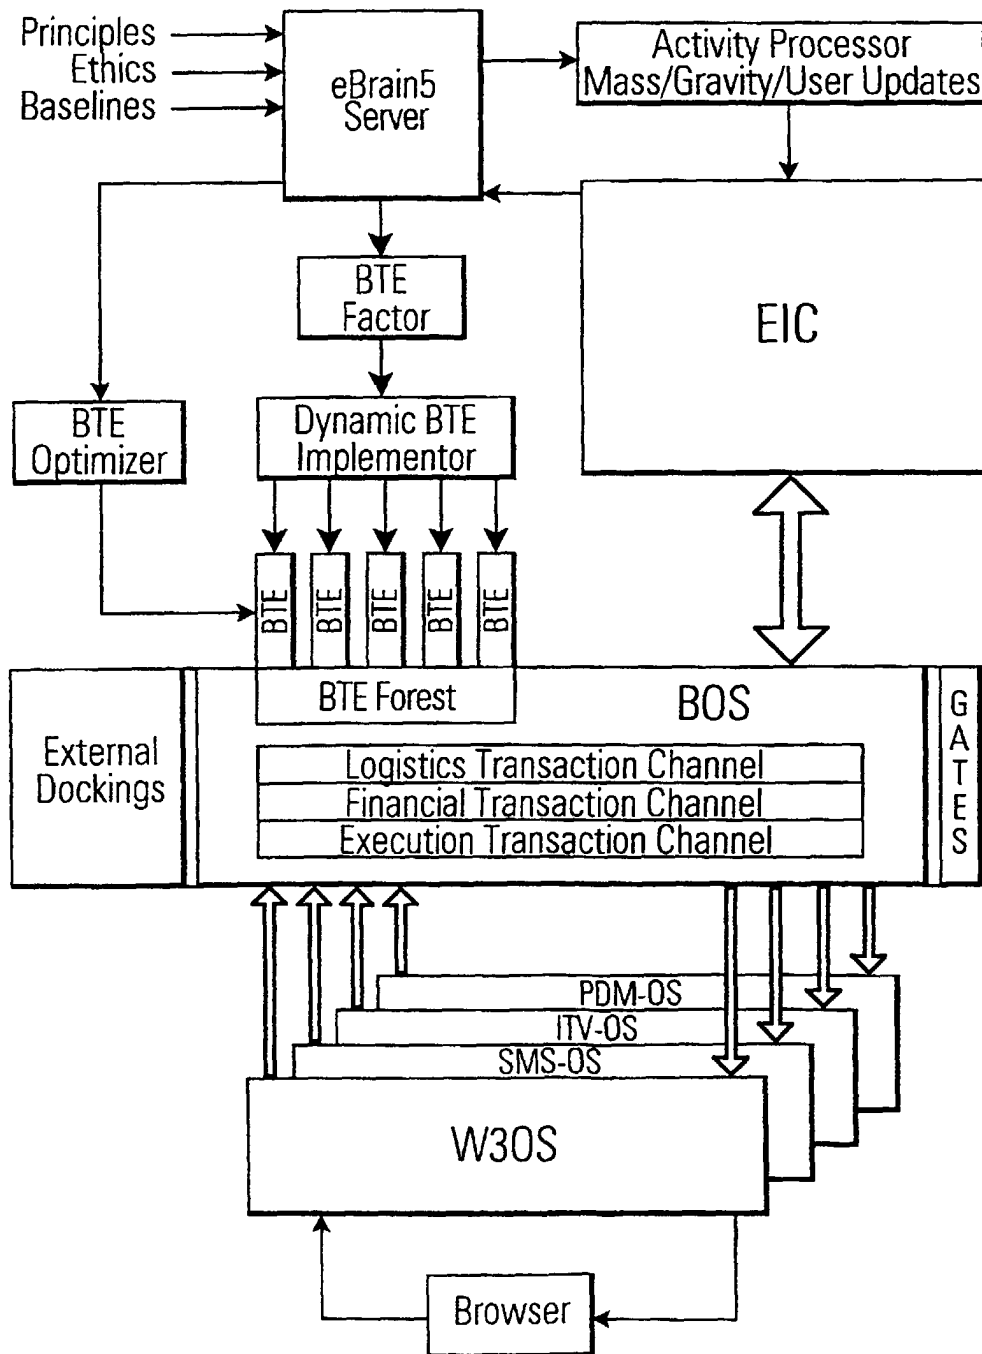 Principles
Ethics
Baselines
eBrain5
Server
Activity Processor
Mass/Gravity/User Updates
BTE
Factor
EIC
BTE
Optimizer
Dynamic BTE
Implementor
BTE
BTE
BTE
BTE
BTE
BTE Forest
BOS
External
Dockings
GATES
Logistics Transaction Channel
Financial Transaction Channel
Execution Transaction Channel
PDM-OS
ITV-OS
SMS-OS
W3OS
Browser